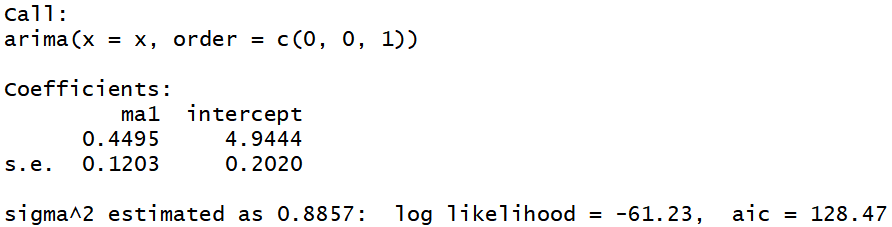 Call:
arima(x = x, order = c(0, 0, 1))
Coefficients:
         ma1  intercept
      0.4495     4.9444
s.e.  0.1203     0.2020
sigma^2 estimated as 0.8857:  log likelihood = -61.23,  aic = 128.47